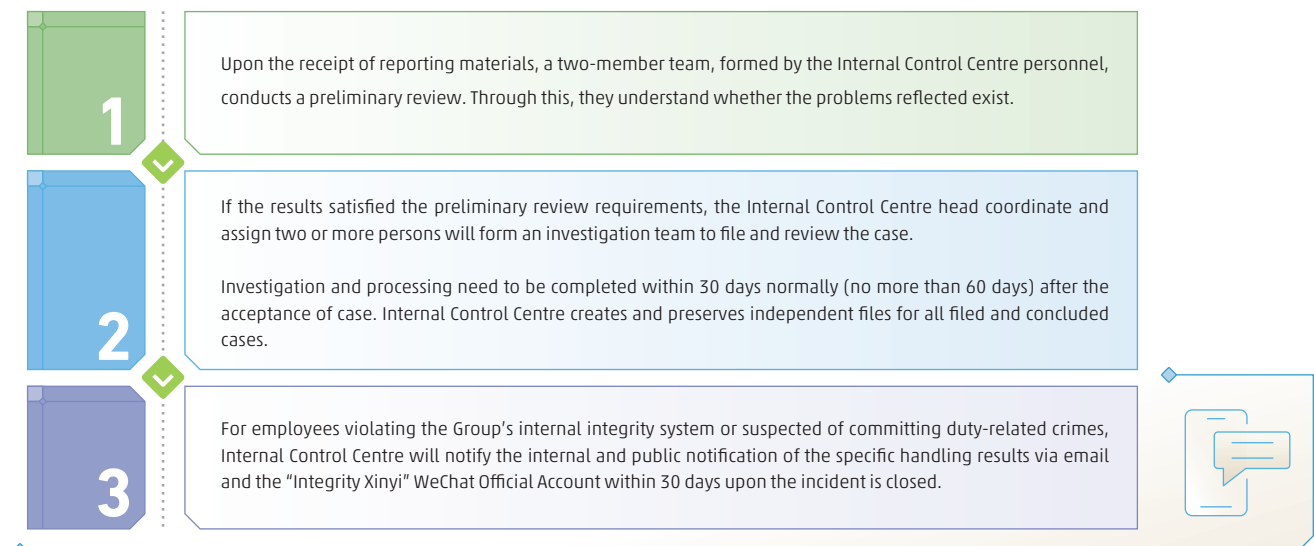 1
Upon the receipt of reporting materials, a two-member team, formed by the Internal Control Centre personnel,
conducts a preliminary review. Through this, they understand whether the problems reflected exist.
2
If the results satisfied the preliminary review requirements, the Internal Control Centre head coordinate and
assign two or more persons will form an investigation team to file and review the case.
Investigation and processing need to be completed within 30 days normally (no more than 60 days) after the
acceptance of case. Internal Control Centre creates and preserves independent files for all filed and concluded
cases.
3
For employees violating the Group's internal integrity system or suspected of committing duty-related crimes,
Internal Control Centre will notify the internal and public notification of the specific handling results via email
and the “Integrity Xinyi” WeChat Official Account within 30 days upon the incident is closed.